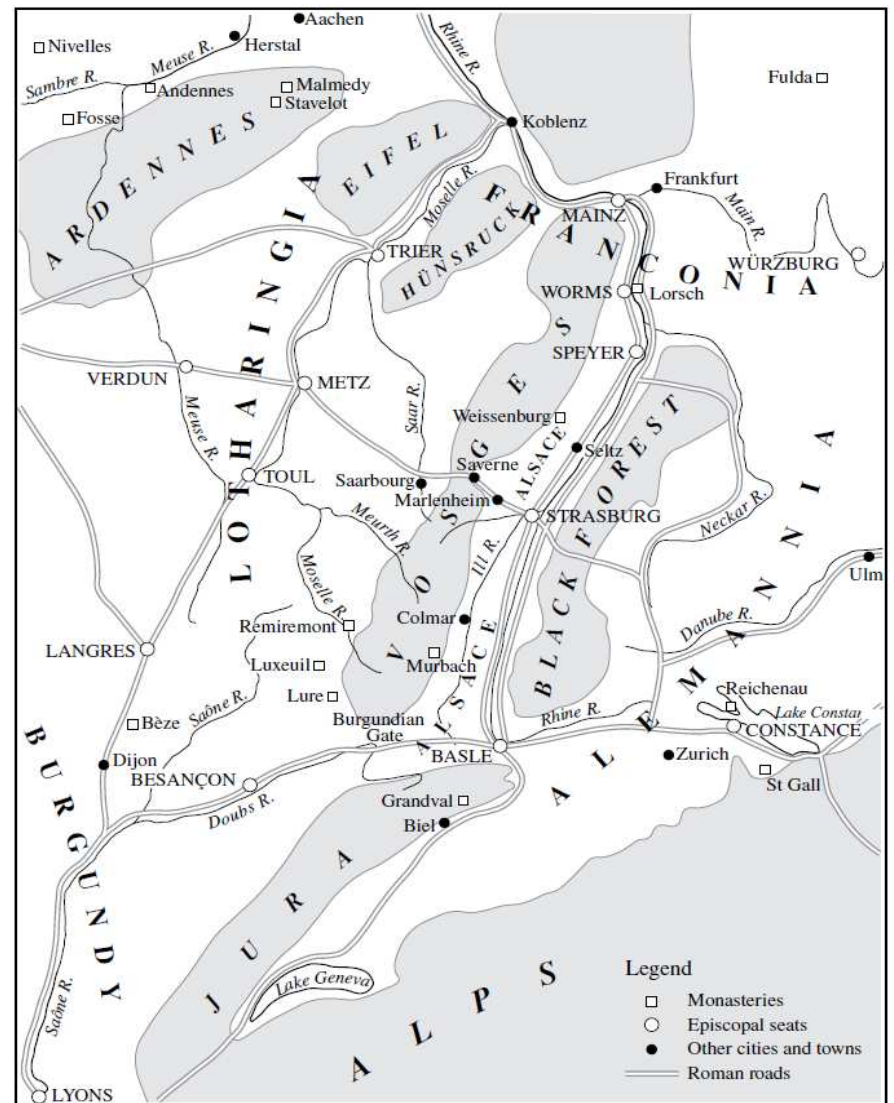 Aachen
Nivelles
Herstal
Meuse R.
Rhine R.
Sambre R.
Fulda
Malmedy
Andennes
Stavelot
Fosse
Koblenz
ARDENNES
EIFEL
Moselle R.
Frankfurt
MAINZ
Main R.
FRANCONIA
TRIER
HÜNSRUCK
WÜRZBURG
WORMS
Lorsch
LOTHARINGIA
SPEYER
VERDUN
METZ
Meuse R.
Saar R.
Weissenburg
ALSACE
Seltz
Saverne
TOUL
Saarbourg
Marlenheim
STRASBURG
BLACK FOREST
Neckar R.
Meurth R.
VOSGES
Ill R.
Moselle R.
Ulm
Colmar
Danube R.
Remiremont
LANGRES
Murbach
Luxeuil
ALSACE
ALEMANNIA
Lure
Reichenau
Saône R.
Bèze
Rhine R.
Lake Constan
Burgundian
Gate
CONSTANCE
BASLE
Dijon
Zurich
BESANÇON
St Gall
BURGUNDY
Grandval
Doubs R.
Biel
JURA
Lake Geneva
ALPS
Saône R.
LYONS
Legend
Monasteries
Episcopal seats
Other cities and towns
Roman roads